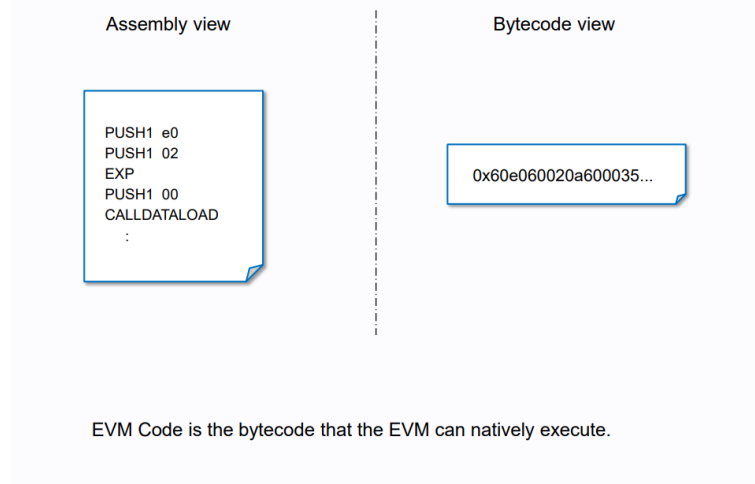 Assembly view
Bytecode view
PUSH1 e0
PUSH1 02
EXP
PUSH1 00
CALLDATALOAD
:
0x60e060020a600035...
EVM Code is the bytecode that the EVM can natively execute.